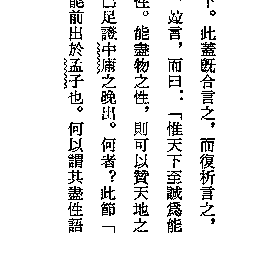 下。此蓋旣合言之，而復析言之，
竝言，而曰：「惟天下至誠爲能
性。能盡物之性，則可以贊天地之
已足證中庸之晚出。何者？此節「
能前出於孟子也。何以謂其盡性語